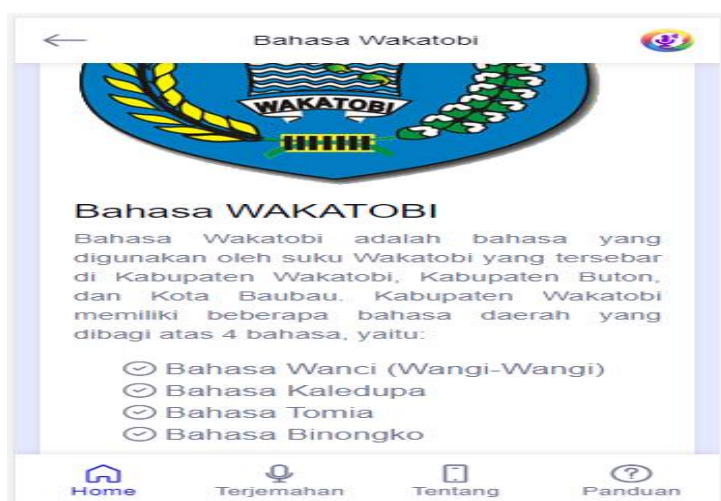 Bahasa Wakatobi
WAKATOBI
Bahasa WAKATOBI
Bahasa Wakatobi adalah bahasa yang
digunakan oleh suku Wakatobi yang tersebar
di Kabupaten Wakatobi, Kabupaten Buton,
dan Kota Baubau. Kabupaten Wakatobi
memiliki beberapa bahasa daerah yang
dibagi atas 4 bahasa, yaitu:
Bahasa Wanci (Wangi-Wangi)
Bahasa Kaledupa
Bahasa Tomia
Bahasa Binongko
Home Terjemahan Tentang Panduan